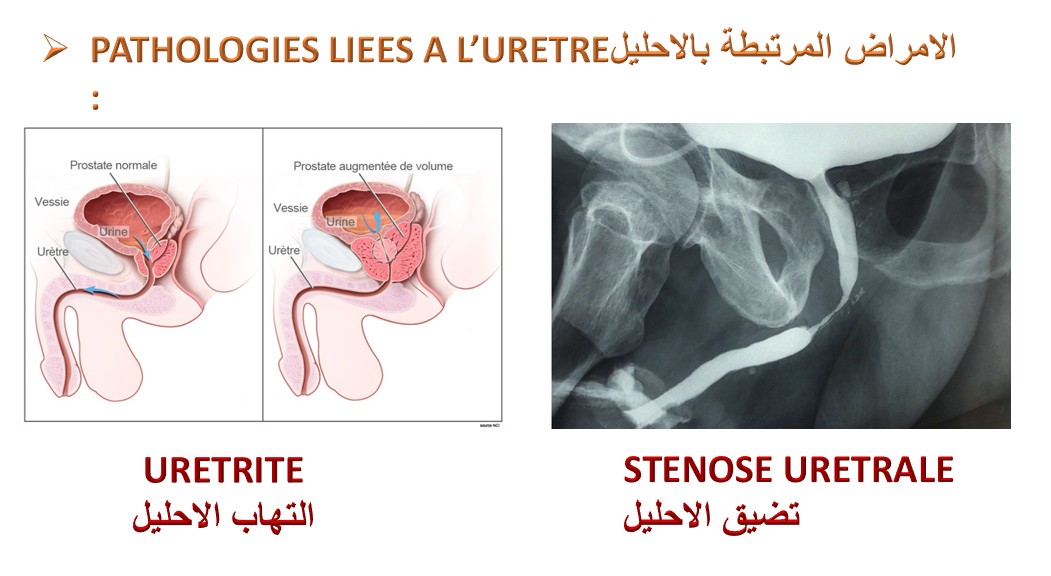 ➢ PATHOLOGIES LIEES A L’URETREالامراض المرتبطة بالاحليل
:
Prostate normale
Vessie
Urine
Urètre
Prostate augmentée de volume
Vessie
Urine
Urètre
source NCI
URETRITE
التهاب الاحليل
STENOSE URETRALE
تضيق الاحليل